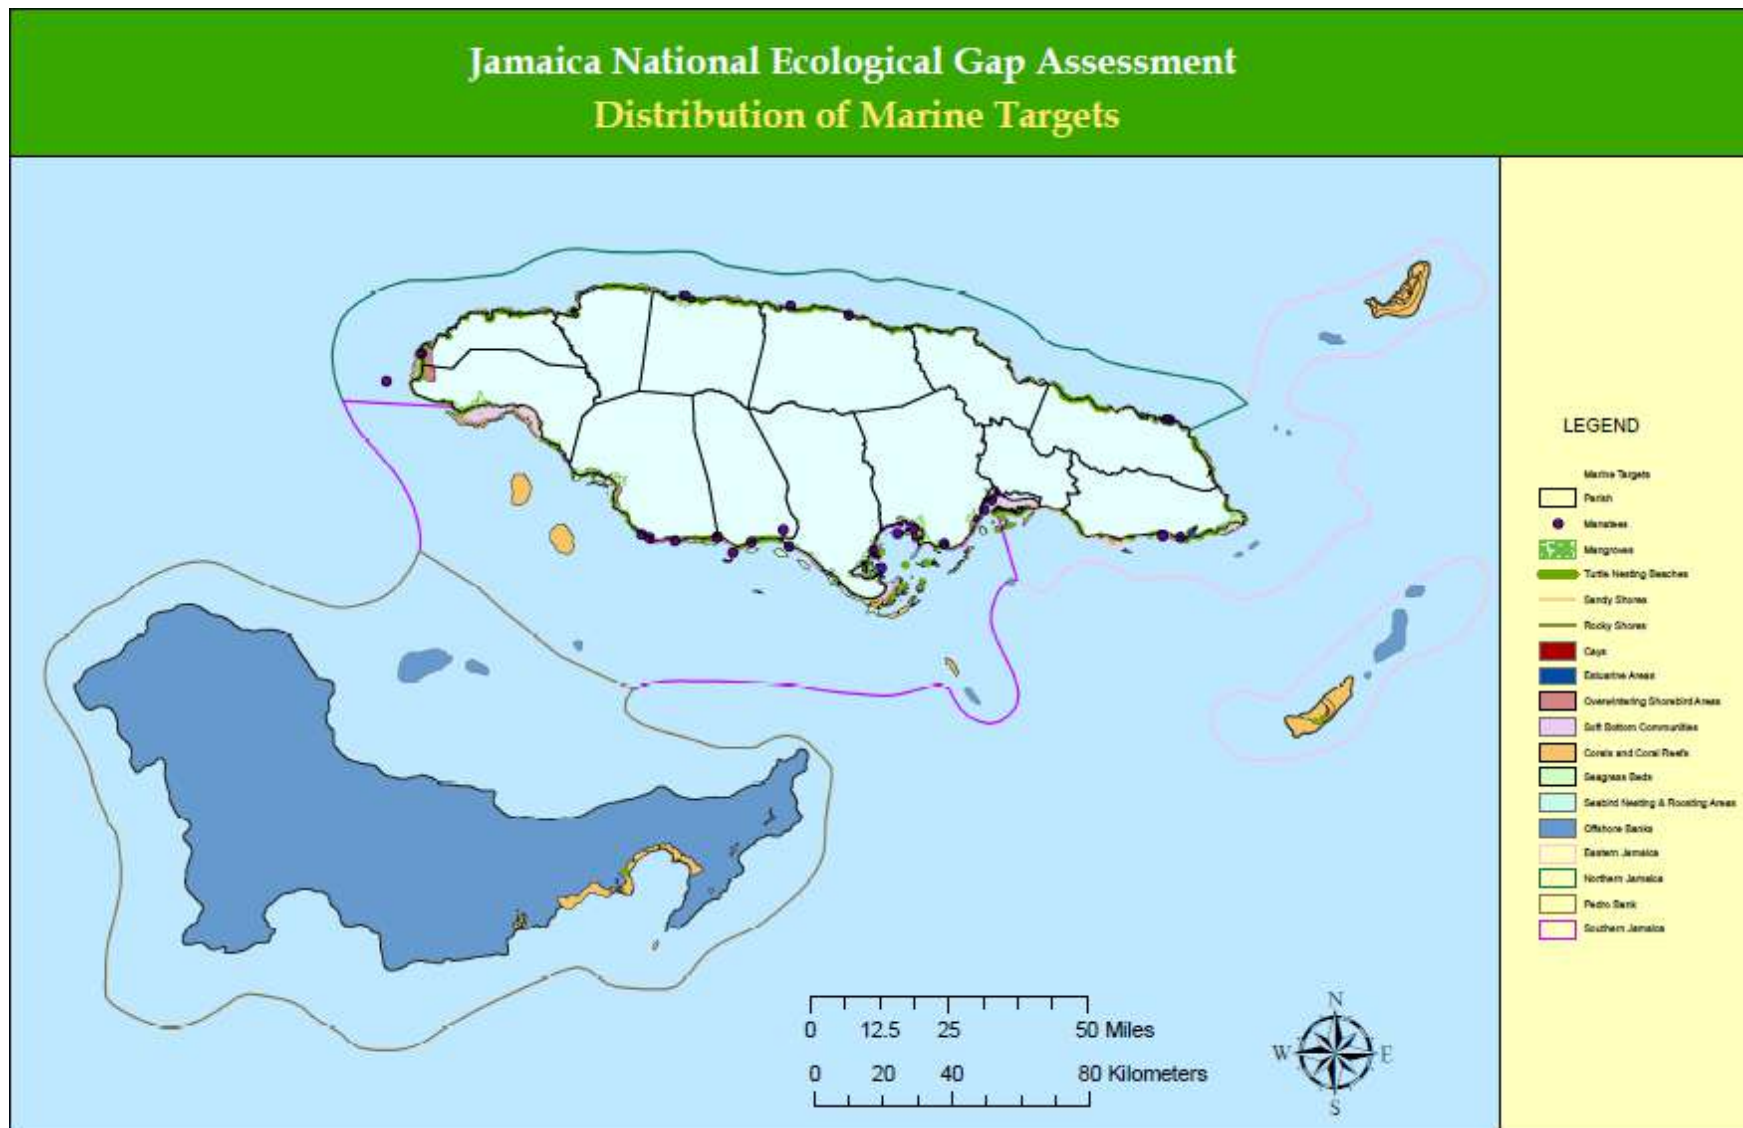 Jamaica National Ecological Gap Assessment
Distribution of Marine Targets
LEGEND
Marine Targets
Parish
Manatees
Mangroves
Turtle Nesting Beaches
Sandy Shores
Rocky Shores
Cays
Estuarine Areas
Overwintering Shorebird Areas
Soft Bottom Communities
Corals and Coral Reefs
Seagrass Beds
Seabird Nesting & Roosting Areas
Offshore Banks
Eastern Jamaica
Northern Jamaica
Pedro Bank
Southern Jamaica
0 12.5 25 50 Miles
0 20 40 80 Kilometers
N
W E
S